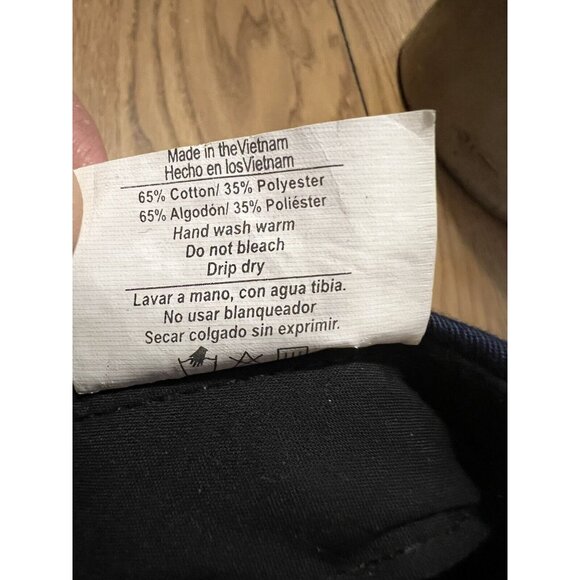 Made in theVietnam
Hecho en losVietnam
65% Cotton/ 35% Polyester
65% Algodón/ 35% Poliéster
Hand wash warm
Do not bleach
Drip dry
Lavar a mano, con agua tibia.
No usar blanqueador
Secar colgado sin exprimir.